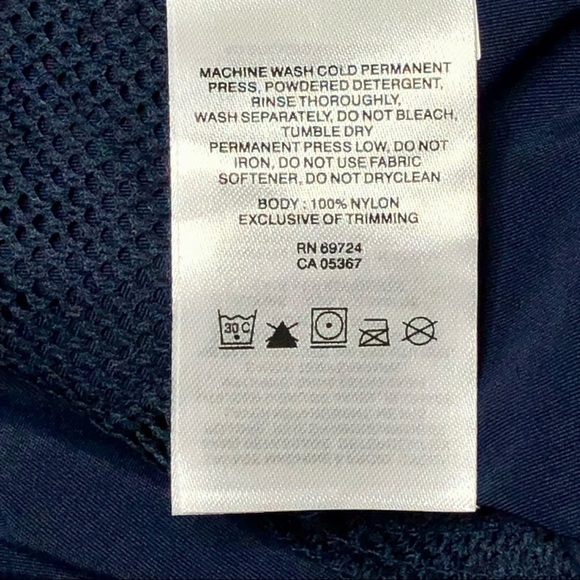 MACHINE WASH COLD PERMANENT
PRESS, POWDERED DETERGENT,
RINSE THOROUGHLY,
WASH SEPARATELY, DO NOT BLEACH,
TUMBLE DRY
PERMANENT PRESS LOW, DO NOT
IRON, DO NOT USE FABRIC
SOFTENER, DO NOT DRYCLEAN
BODY : 100% NYLON
EXCLUSIVE OF TRIMMING
RN 69724
CA 05367
30 C